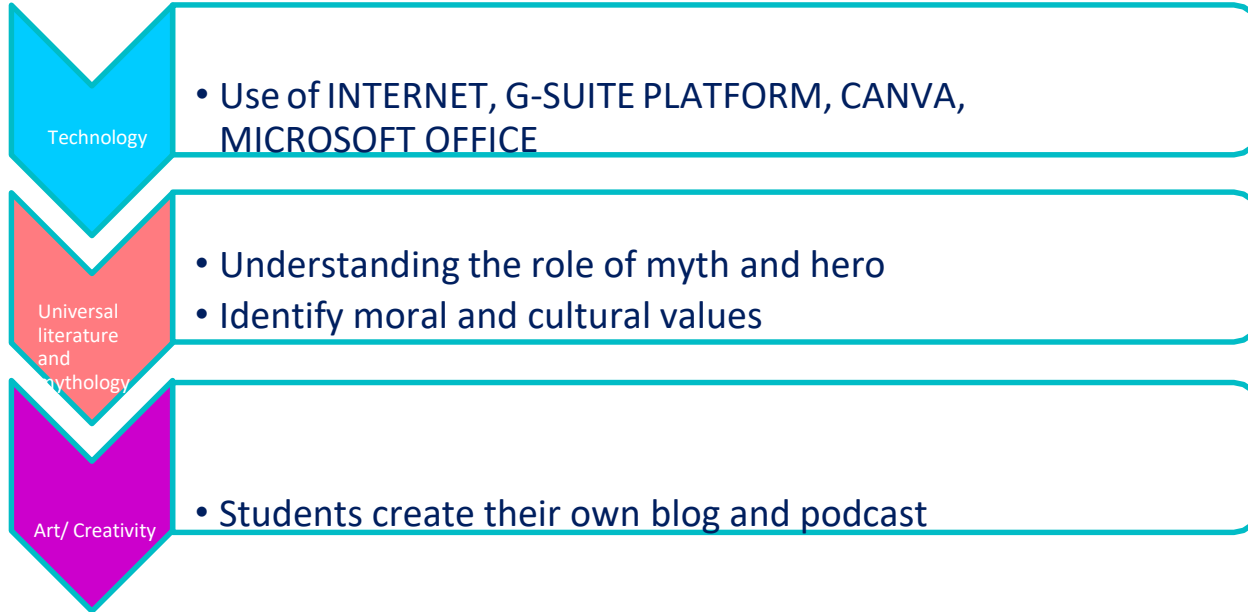 Technology
• Use of INTERNET, G-SUITE PLATFORM, CANVA,
MICROSOFT OFFICE
Universal
literature
and
mythology
• Understanding the role of myth and hero
• Identify moral and cultural values
Art/ Creativity
• Students create their own blog and podcast